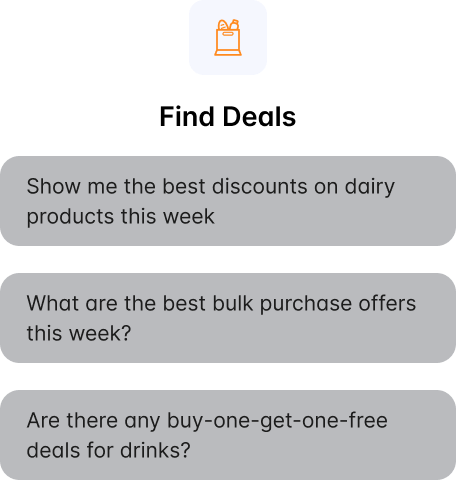 Find Deals
Show me the best discounts on dairy
products this week
What are the best bulk purchase offers
this week?
Are there any buy-one-get-one-free
deals for drinks?